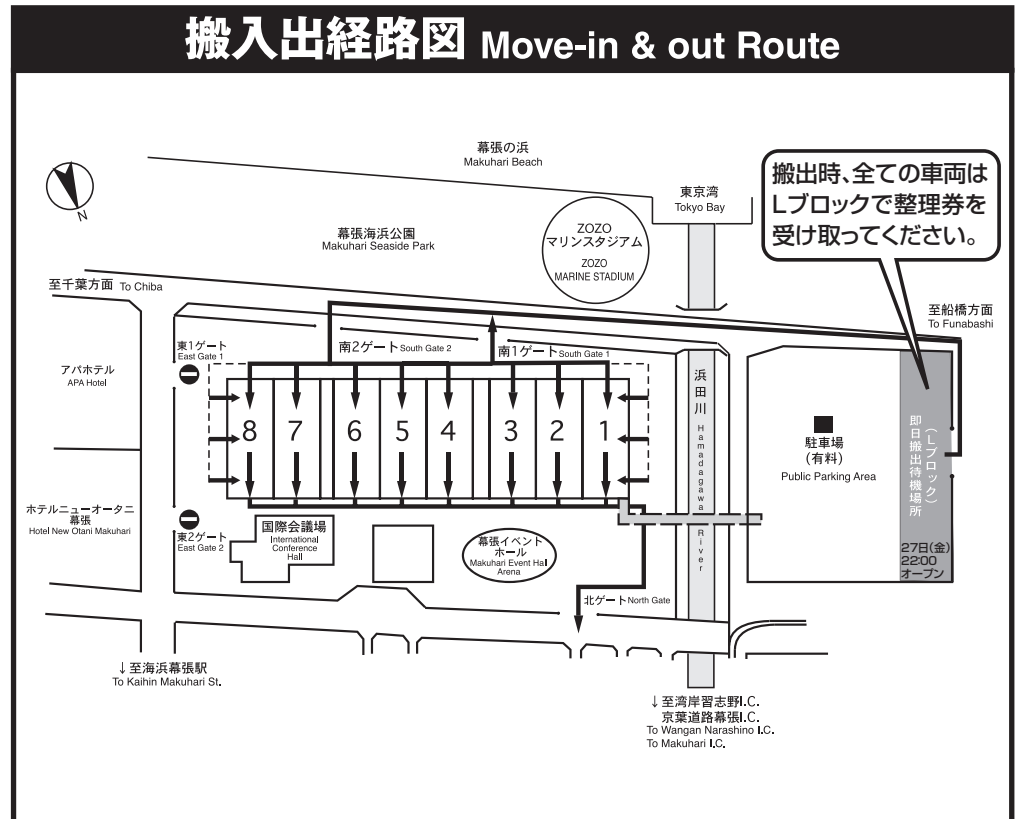 搬入出経路図 Move-in & out Route
幕張の浜
Makuhari Beach
搬出時、全ての車両は
Lブロックで整理券を
受け取ってください。
東京湾
Tokyo Bay
N
幕張海浜公園
Makuhari Seaside Park
ZOZO
マリンスタジアム
ZOZO
MARINE STADIUM
至千葉方面 To Chiba
至船橋方面
To Funabashi
東1ゲート
East Gate 1
南2ゲート South Gate 2
南1ゲート South Gate 1
アパホテル
APA Hotel
8 7 6 5 4 3 2 1
浜田川 Hamadagawa River
駐車場
(有料)
Public Parking Area
(Lブロック)
即日搬出待機場所
27日(金)
22:00
オープン
ホテルニューオータニ
幕張
Hotel New Otani Makuhari
東2ゲート
East Gate 2
国際会議場
International
Conference
Hall
幕張イベント
ホール
Makuhari Event Hall
Arena
北ゲート North Gate
↓至海浜幕張駅
To Kaihin Makuhari St.
↓至湾岸習志野I.C.
京葉道路幕張I.C.
To Wangan Narashino I.C.
To Makuhari I.C.